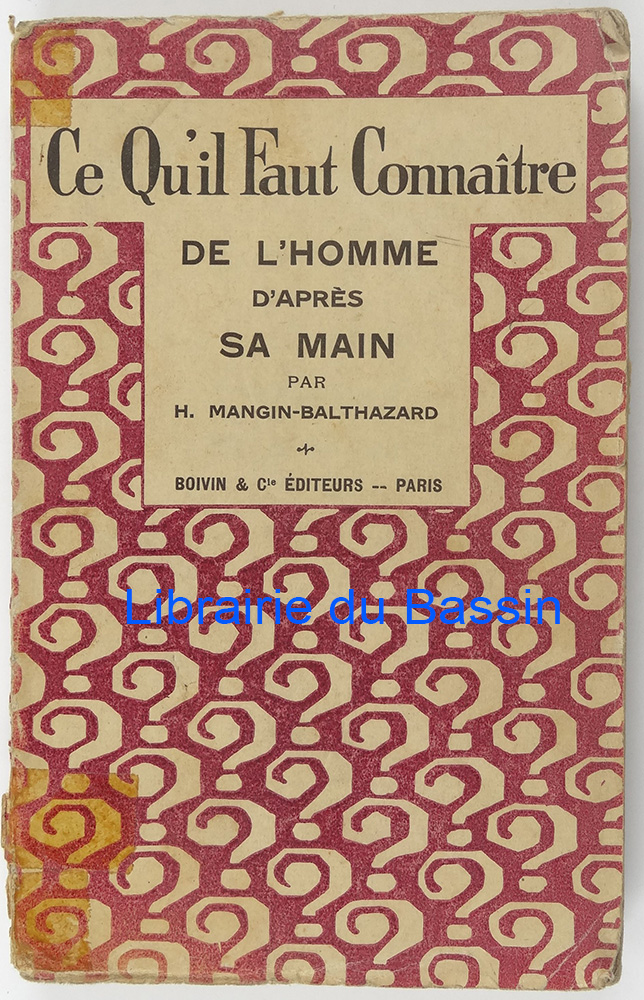 Ce Qu'il Faut Connaître
DE L'HOMME
D'APRÈS
SA MAIN
PAR
H. MANGIN-BALTHAZARD
BOIVIN & Cie ÉDITEURS -- PARIS
Librairie du Bassin